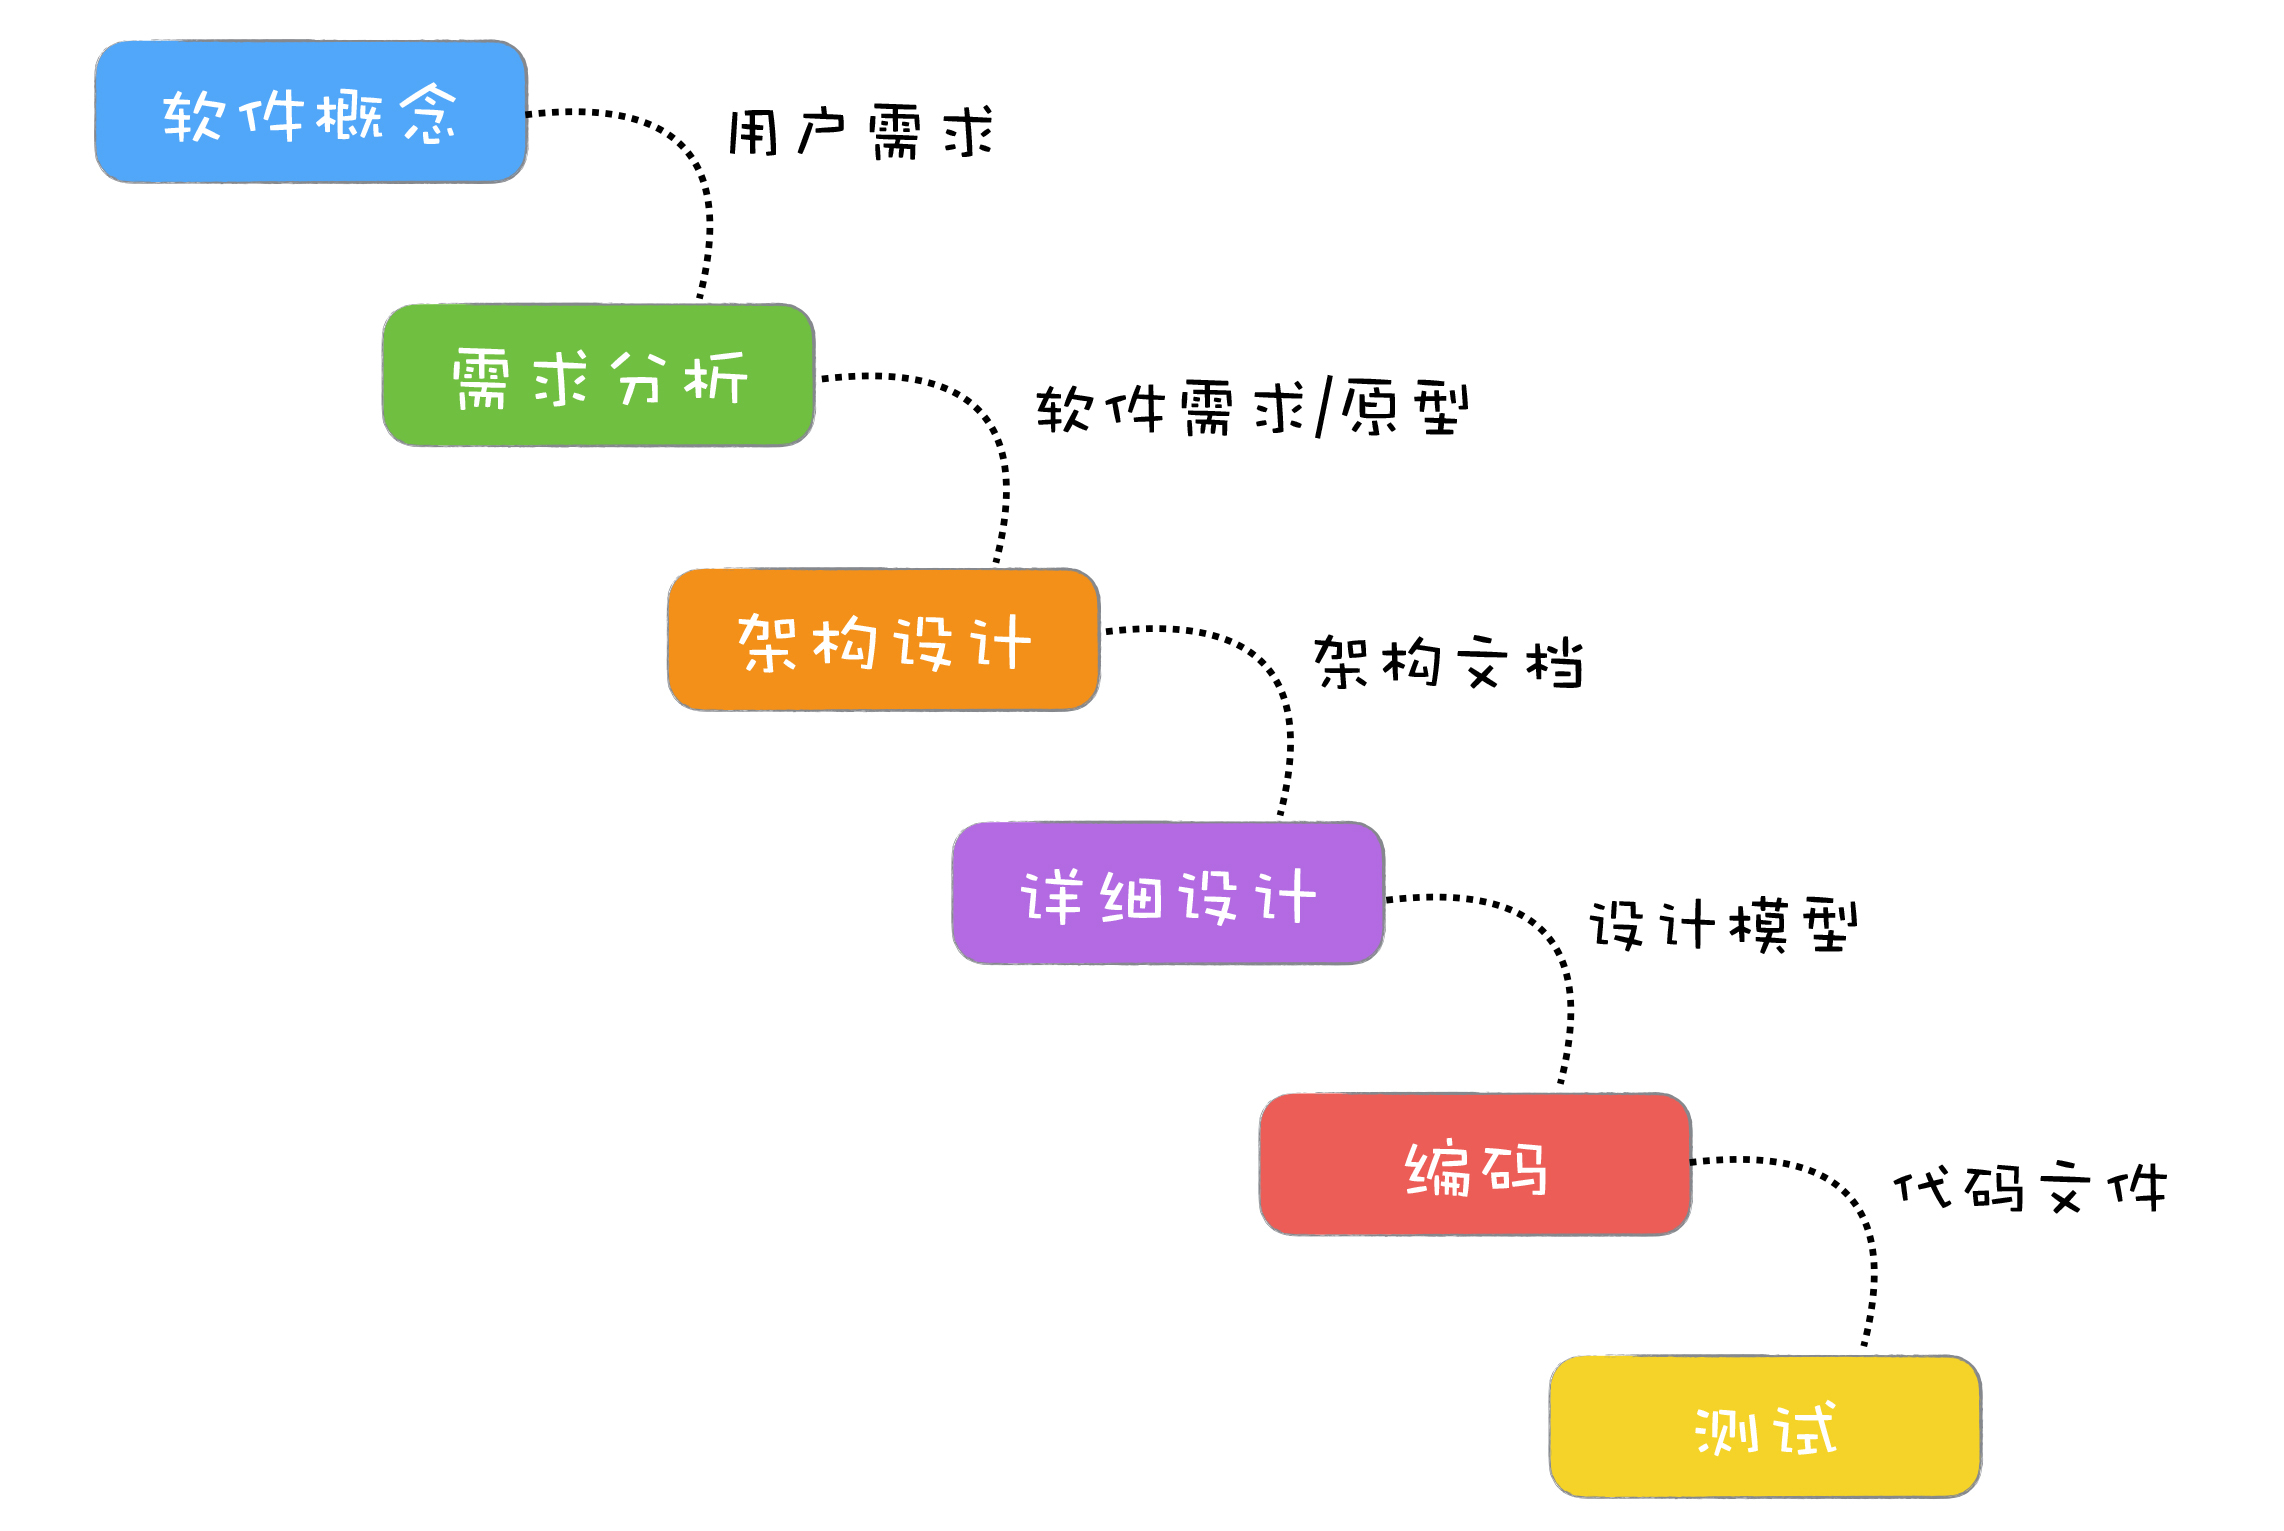 软件概念
用户需求
需求分析
软件需求/原型
架构设计
架构文档
详细设计
设计模型
编码
代码文件
测试